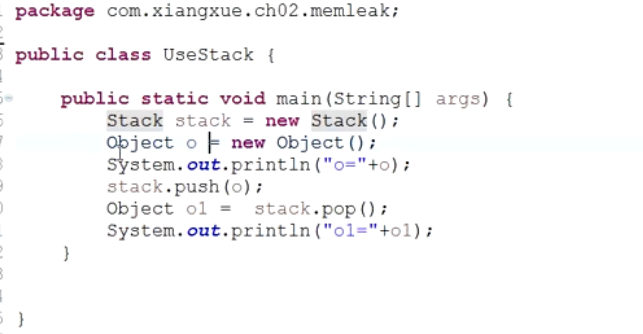 package com.xiangxue.ch02.memleak;
public class UseStack {
public static void main(String[] args) {
Stack stack = new Stack();
Object o = new Object();
System.out.println("o="+o);
stack.push(o);
Object o1 =  stack.pop();
System.out.println("o1="+o1);
}
}